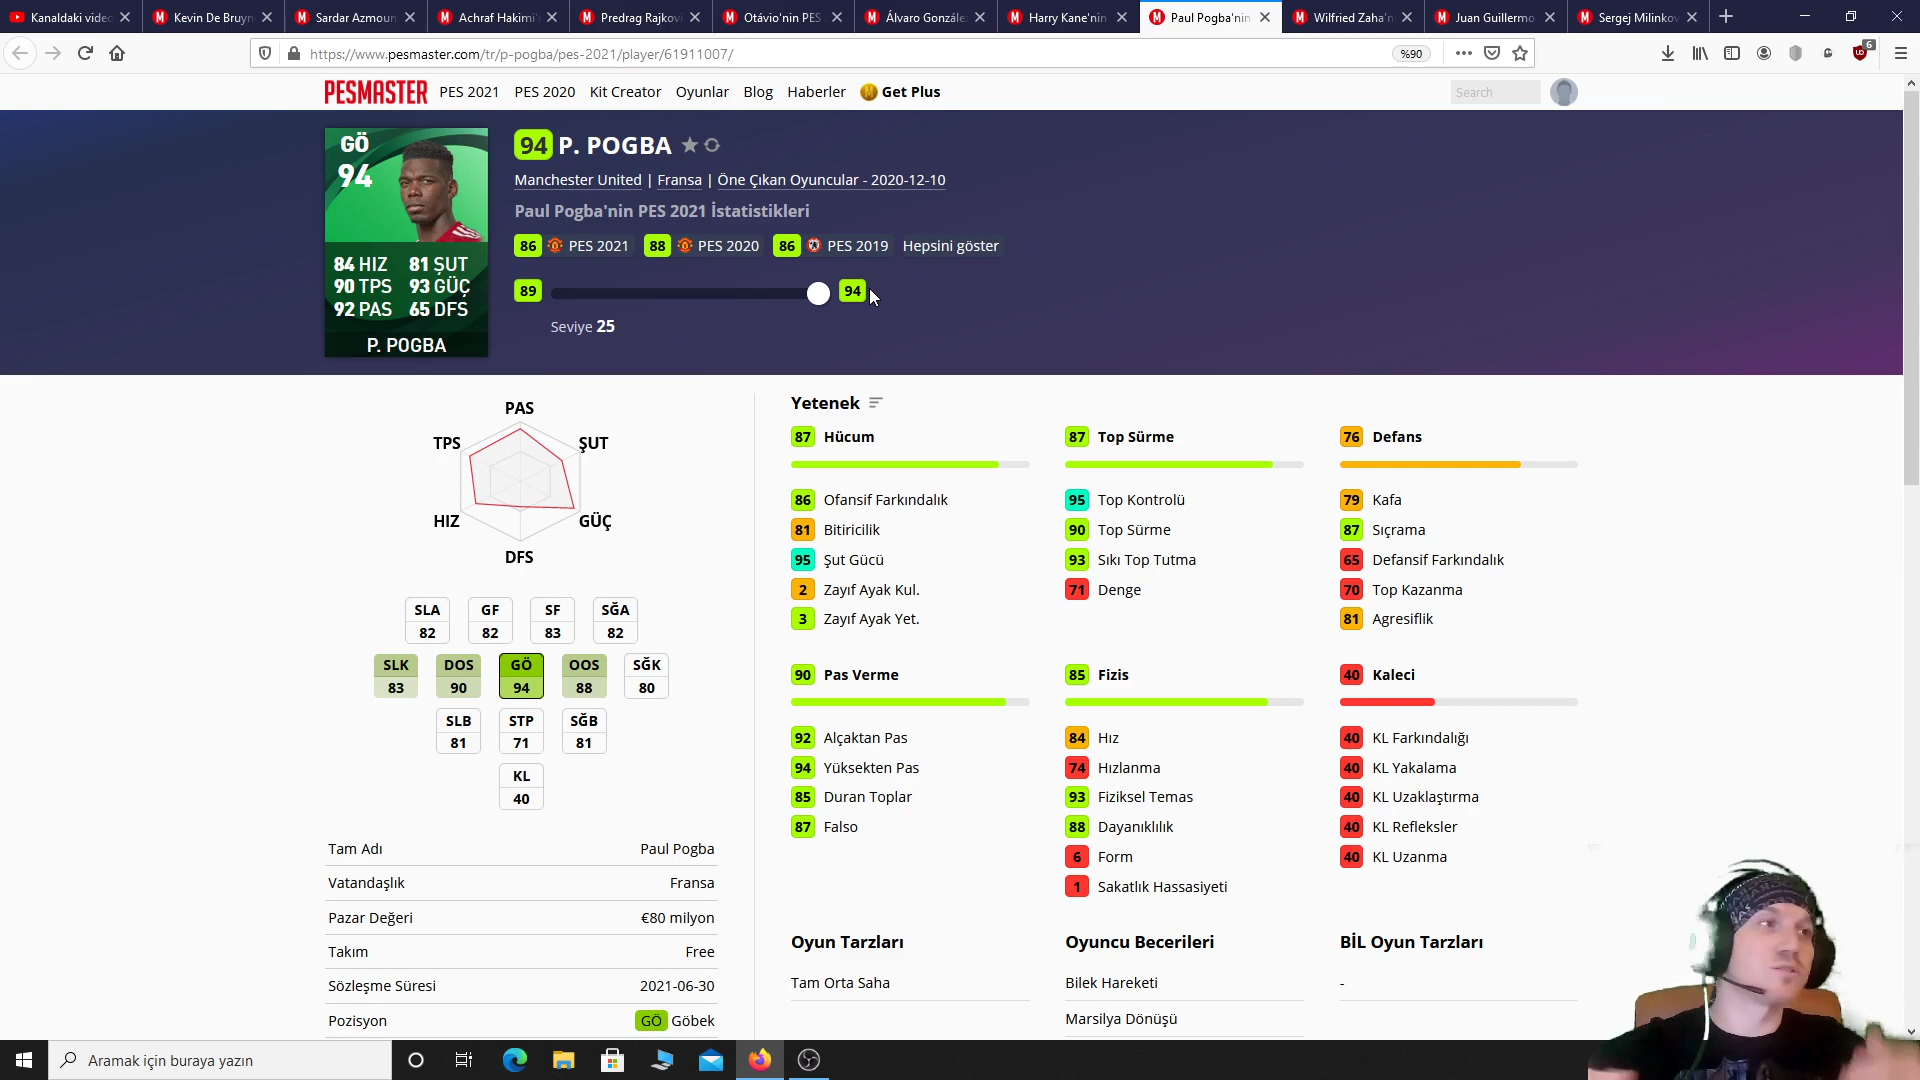 Kanaldaki video
Kevin De Bruyn
Sardar Azmoun
Achraf Hakimi'
Predrag Rajkovi
Otávio'nin PES
Álvaro Gonzále
Harry Kane'nin
Paul Pogba'nin
Wilfried Zaha'n
Juan Guillermo
Sergej Milinkov
https://www.pesmaster.com/tr/p-pogba/pes-2021/player/61911007/
%90
6
PESMASTER
PES 2021
PES 2020
Kit Creator
Oyunlar
Blog
Haberler
Get Plus
Search
GÖ
94
84 HIZ 81 ŞUT
90 TPS 93 GÜÇ
92 PAS 65 DFS
P. POGBA
94 P. POGBA
Manchester United | Fransa | Öne Çıkan Oyuncular - 2020-12-10
Paul Pogba'nin PES 2021 İstatistikleri
86 PES 2021 88 PES 2020 86 PES 2019 Hepsini göster
89 94
Seviye 25
PAS
TPS ŞUT
HIZ GÜÇ
DFS
SLA GF SF SĞA
82 82 83 82
SLK DOS GÖ OOS SĞK
83 90 94 88 80
SLB STP SĞB
81 71 81
KL
40
Tam Adı Paul Pogba
Vatandaşlık Fransa
Pazar Değeri €80 milyon
Takım Free
Sözleşme Süresi 2021-06-30
Pozisyon GÖ Göbek
Yetenek
87 Hücum
86 Ofansif Farkındalık
81 Bitiricilik
95 Şut Gücü
2 Zayıf Ayak Kul.
3 Zayıf Ayak Yet.
87 Top Sürme
95 Top Kontrolü
90 Top Sürme
93 Sıkı Top Tutma
71 Denge
76 Defans
79 Kafa
87 Sıçrama
65 Defansif Farkındalık
70 Top Kazanma
81 Agresiflik
90 Pas Verme
92 Alçaktan Pas
94 Yüksekten Pas
85 Duran Toplar
87 Falso
85 Fizis
84 Hız
74 Hızlanma
93 Fiziksel Temas
88 Dayanıklılık
6 Form
1 Sakatlık Hassasiyeti
40 Kaleci
40 KL Farkındalığı
40 KL Yakalama
40 KL Uzaklaştırma
40 KL Refleksler
40 KL Uzanma
Oyun Tarzları
Tam Orta Saha
Oyuncu Becerileri
Bilek Hareketi
Marsilya Dönüşü
BİL Oyun Tarzları
-
Aramak için buraya yazın